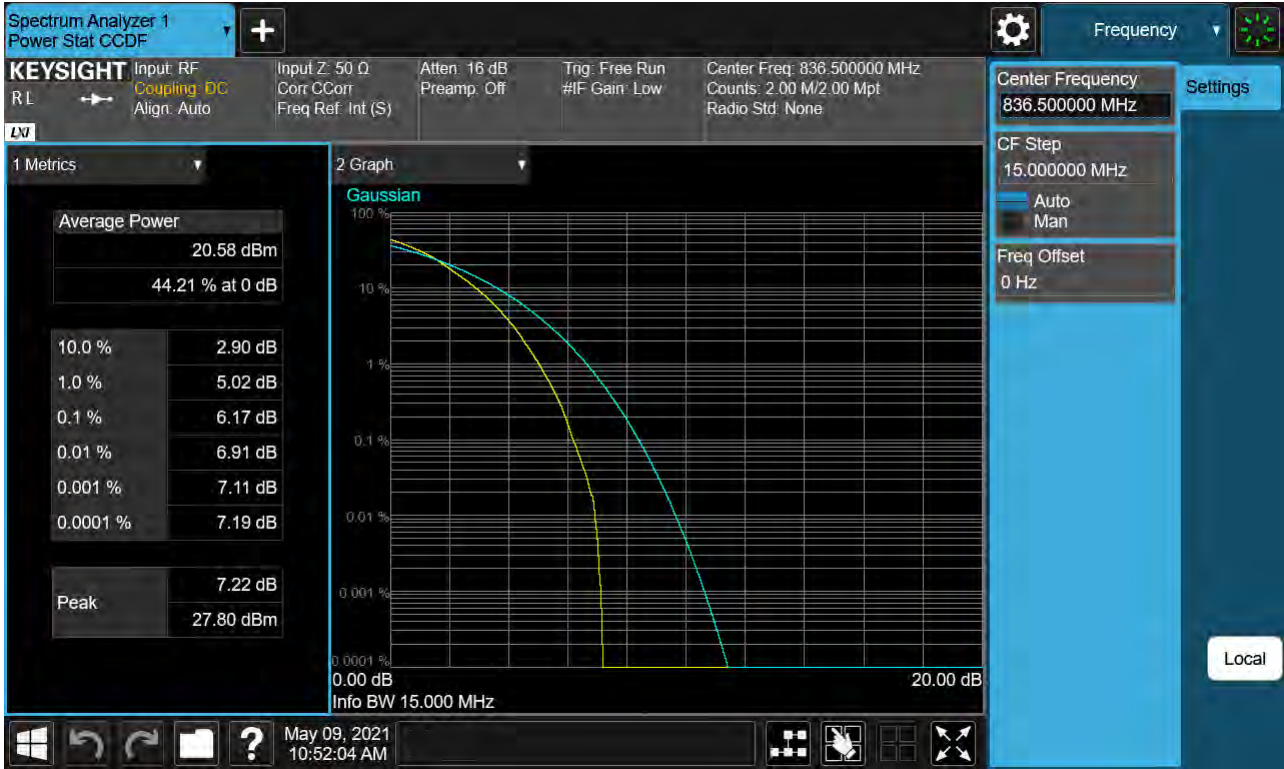 Spectrum Analyzer 1
Power Stat CCDF
+
Frequency
KEYSIGHT
R L
LXI
Input: RF
Coupling: DC
Align: Auto
Input Z: 50 Ω
Corr CCorr
Freq Ref: Int (S)
Atten: 16 dB
Preamp: Off
Trig: Free Run
#IF Gain: Low
Center Freq: 836.500000 MHz
Counts: 2.00 M/2.00 Mpt
Radio Std: None
Center Frequency
836.500000 MHz
Settings
CF Step
15.000000 MHz
Auto
Man
Freq Offset
0 Hz
1 Metrics
Average Power
20.58 dBm
44.21 % at 0 dB
10.0 % 2.90 dB
1.0 % 5.02 dB
0.1 % 6.17 dB
0.01 % 6.91 dB
0.001 % 7.11 dB
0.0001 % 7.19 dB
Peak
7.22 dB
27.80 dBm
2 Graph
Gaussian
100 %
10 %
1 %
0.1 %
0.01 %
0.001 %
0.0001 %
0.00 dB
20.00 dB
Info BW 15.000 MHz
Local
?
May 09, 2021
10:52:04 AM